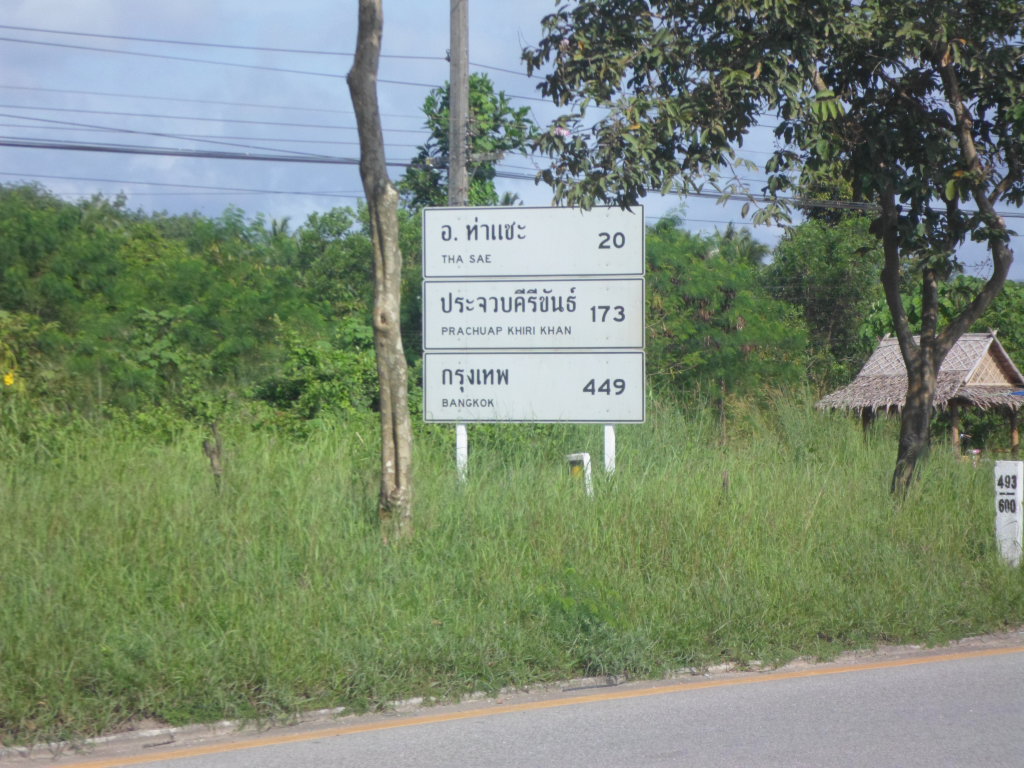 อ. ท่าแซะ 20
THA SAE
ประจวบคีรีขันธ์ 173
PRACHUAP KHIRI KHAN
กรุงเทพ 449
BANGKOK
493
600